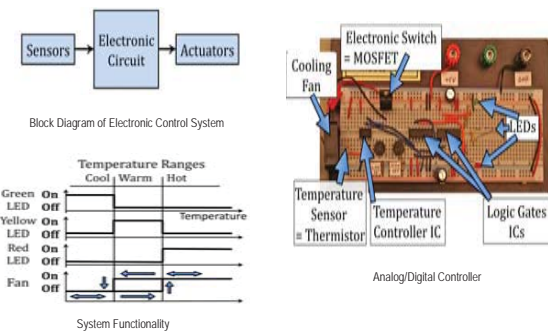 Sensors
Electronic
Circuit
Actuators
Block Diagram of Electronic Control System
Temperature Ranges
Cool | Warm | Hot
Green On
LED Off
Yellow On
LED Off
Temperature
Red On
LED Off
Fan On
Off
System Functionality
Electronic Switch
= MOSFET
Cooling
Fan
LEDs
Temperature
Sensor
= Thermistor
Temperature
Controller IC
Logic Gates
ICs
Analog/Digital Controller